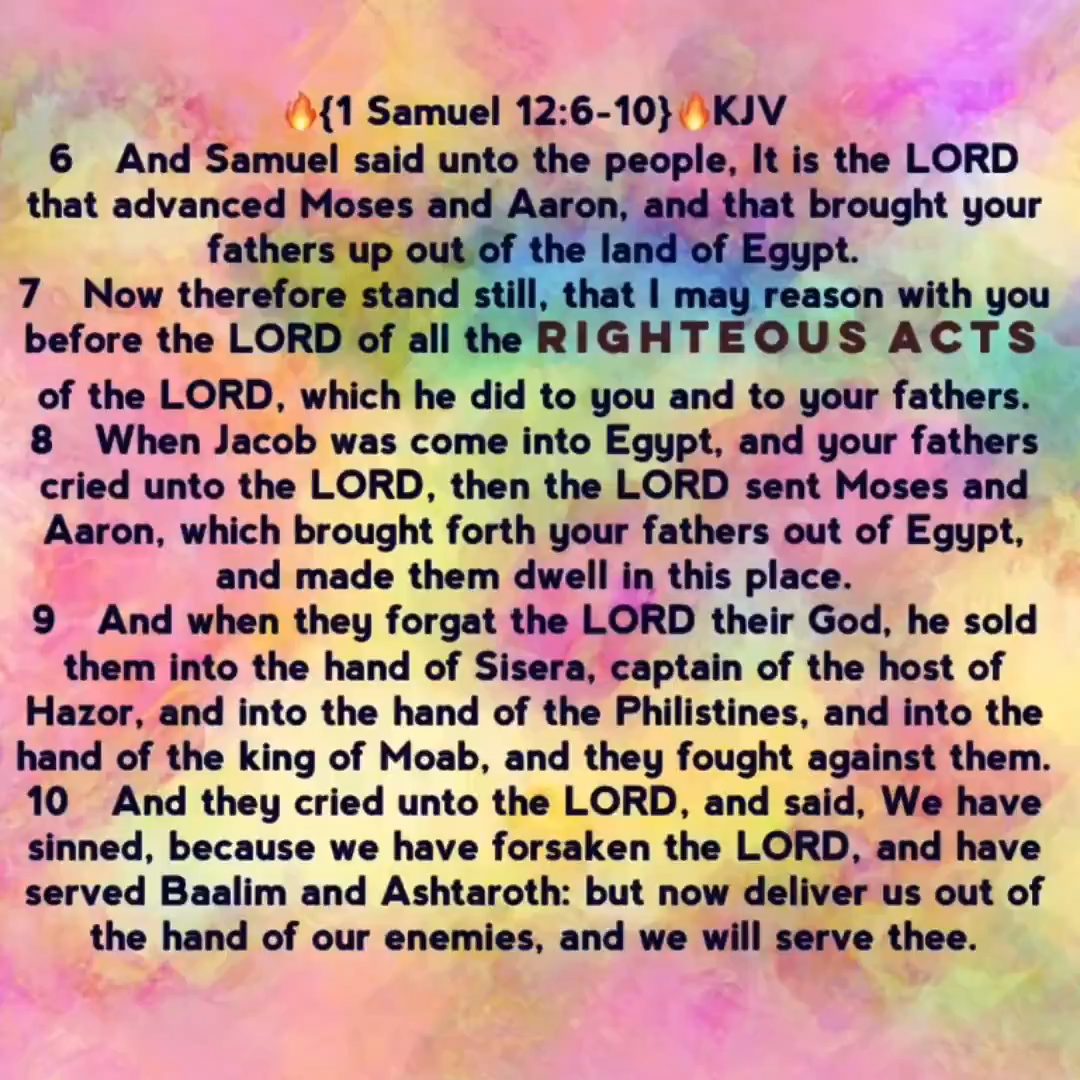 🔥{1 Samuel 12:6-10}🔥KJV
6 And Samuel said unto the people, It is the LORD
that advanced Moses and Aaron, and that brought your
fathers up out of the land of Egypt.
7 Now therefore stand still, that I may reason with you
before the LORD of all the RIGHTEOUS ACTS
of the LORD, which he did to you and to your fathers.
8 When Jacob was come into Egypt, and your fathers
cried unto the LORD, then the LORD sent Moses and
Aaron, which brought forth your fathers out of Egypt,
and made them dwell in this place.
9 And when they forgat the LORD their God, he sold
them into the hand of Sisera, captain of the host of
Hazor, and into the hand of the Philistines, and into the
hand of the king of Moab, and they fought against them.
10 And they cried unto the LORD, and said, We have
sinned, because we have forsaken the LORD, and have
served Baalim and Ashtaroth: but now deliver us out of
the hand of our enemies, and we will serve thee.